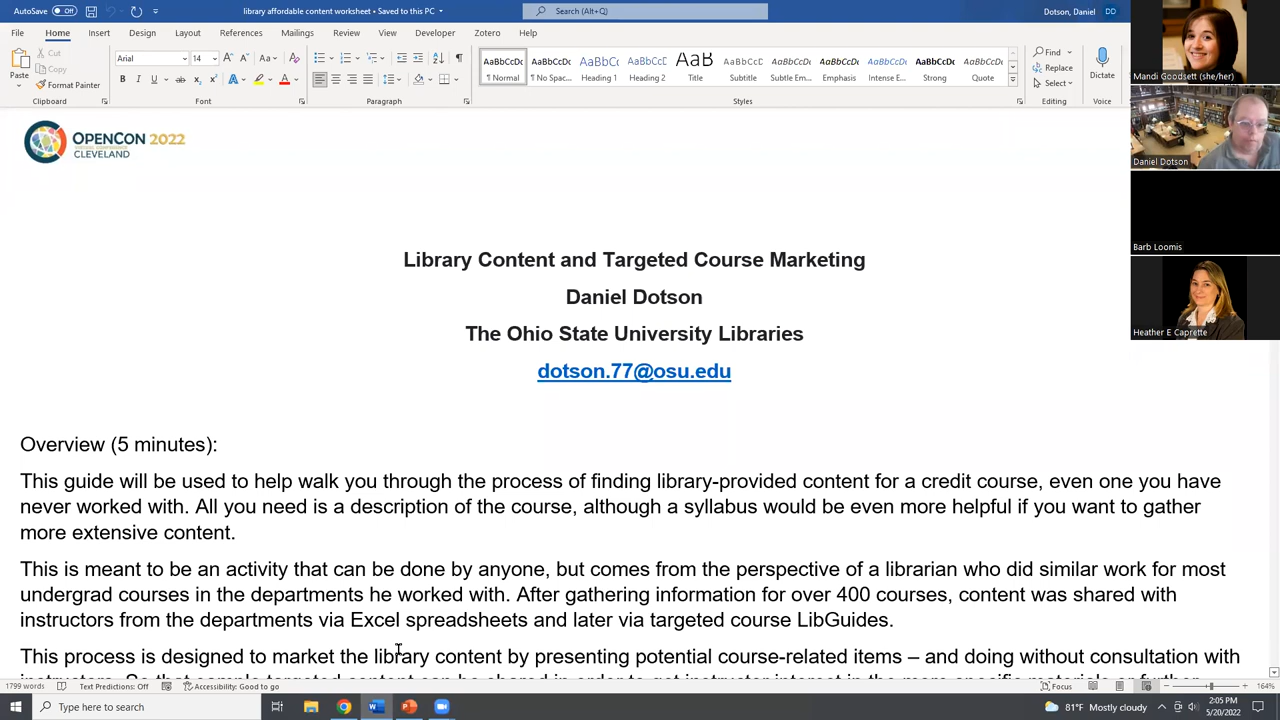 AutoSave Off library affordable content worksheet • Saved to this PC Search (Alt+Q) Dotson, Daniel DD
File Home Insert Design Layout References Mailings Review View Developer Zotero Help
Paste Cut Copy Format Painter
Arial 14
AaBbCcDc AaBbCcDc AaBbCc AaBbCcC AaB AaBbCcD AaBbCcD AaBbCcD AaBbCcD AaBbCcDc AaBbCcD
¶ Normal ¶ No Spac... Heading 1 Heading 2 Title Subtitle Subtle Em... Emphasis Intense E... Strong Quote
Find Replace Select Dictate
Clipboard Font Paragraph Styles Editing Voice
Mandi Goodsett (she/her)
Daniel Dotson
Barb Loomis
Heather E Caprette
OPENCON 2022
CLEVELAND
Library Content and Targeted Course Marketing
Daniel Dotson
The Ohio State University Libraries
dotson.77@osu.edu
Overview (5 minutes):
This guide will be used to help walk you through the process of finding library-provided content for a credit course, even one you have
never worked with. All you need is a description of the course, although a syllabus would be even more helpful if you want to gather
more extensive content.
This is meant to be an activity that can be done by anyone, but comes from the perspective of a librarian who did similar work for most
undergrad courses in the departments he worked with. After gathering information for over 400 courses, content was shared with
instructors from the departments via Excel spreadsheets and later via targeted course LibGuides.
This process is designed to market the library content by presenting potential course-related items – and doing without consultation with
1799 words Text Predictions: Off Accessibility: Good to go Focus 164%
Type here to search 81°F Mostly cloudy 2:05 PM
5/20/2022